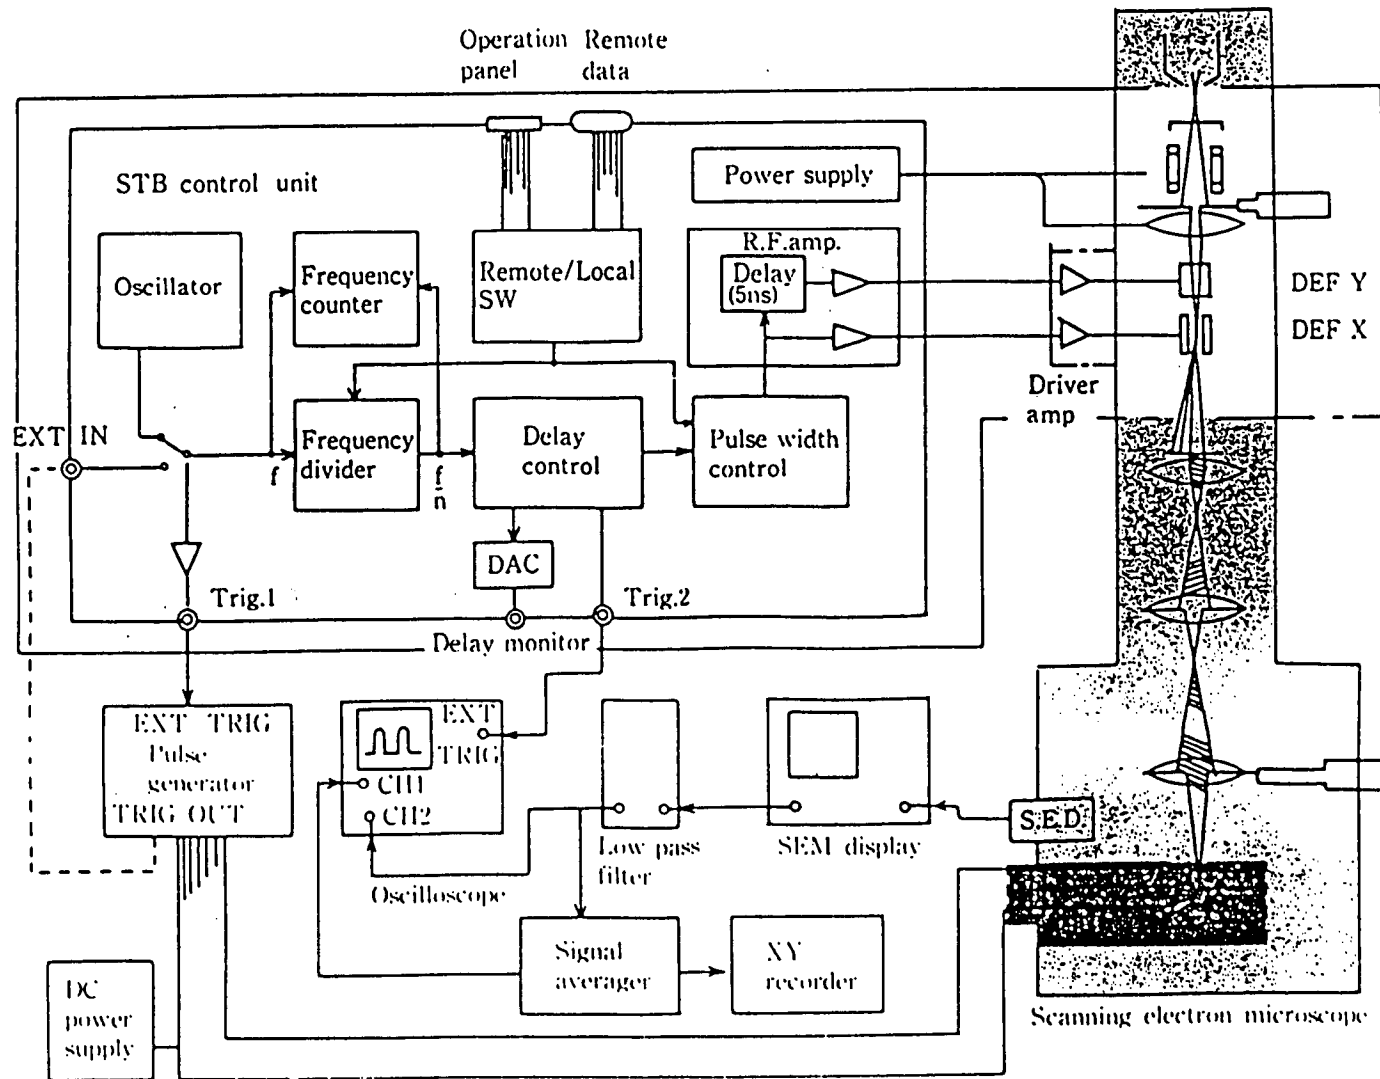 Operation Remote
panel data
STB control unit
Power supply
Oscillator
Frequency
counter
Remote/Local
SW
R.F.amp.
Delay
(5ns)
DEF Y
DEF X
Driver
amp
EXT IN
f
Frequency
divider
f
n
Delay
control
Pulse width
control
DAC
Trig.1
Trig.2
Delay monitor
EXT TRIG
Pulse
generator
TRIG OUT
EXT
TRIG
CH1
CH2
Oscilloscope
Low pass
filter
SEM display
S.E.D
Signal
averager
XY
recorder
DC
power
supply
Scanning electron microscope